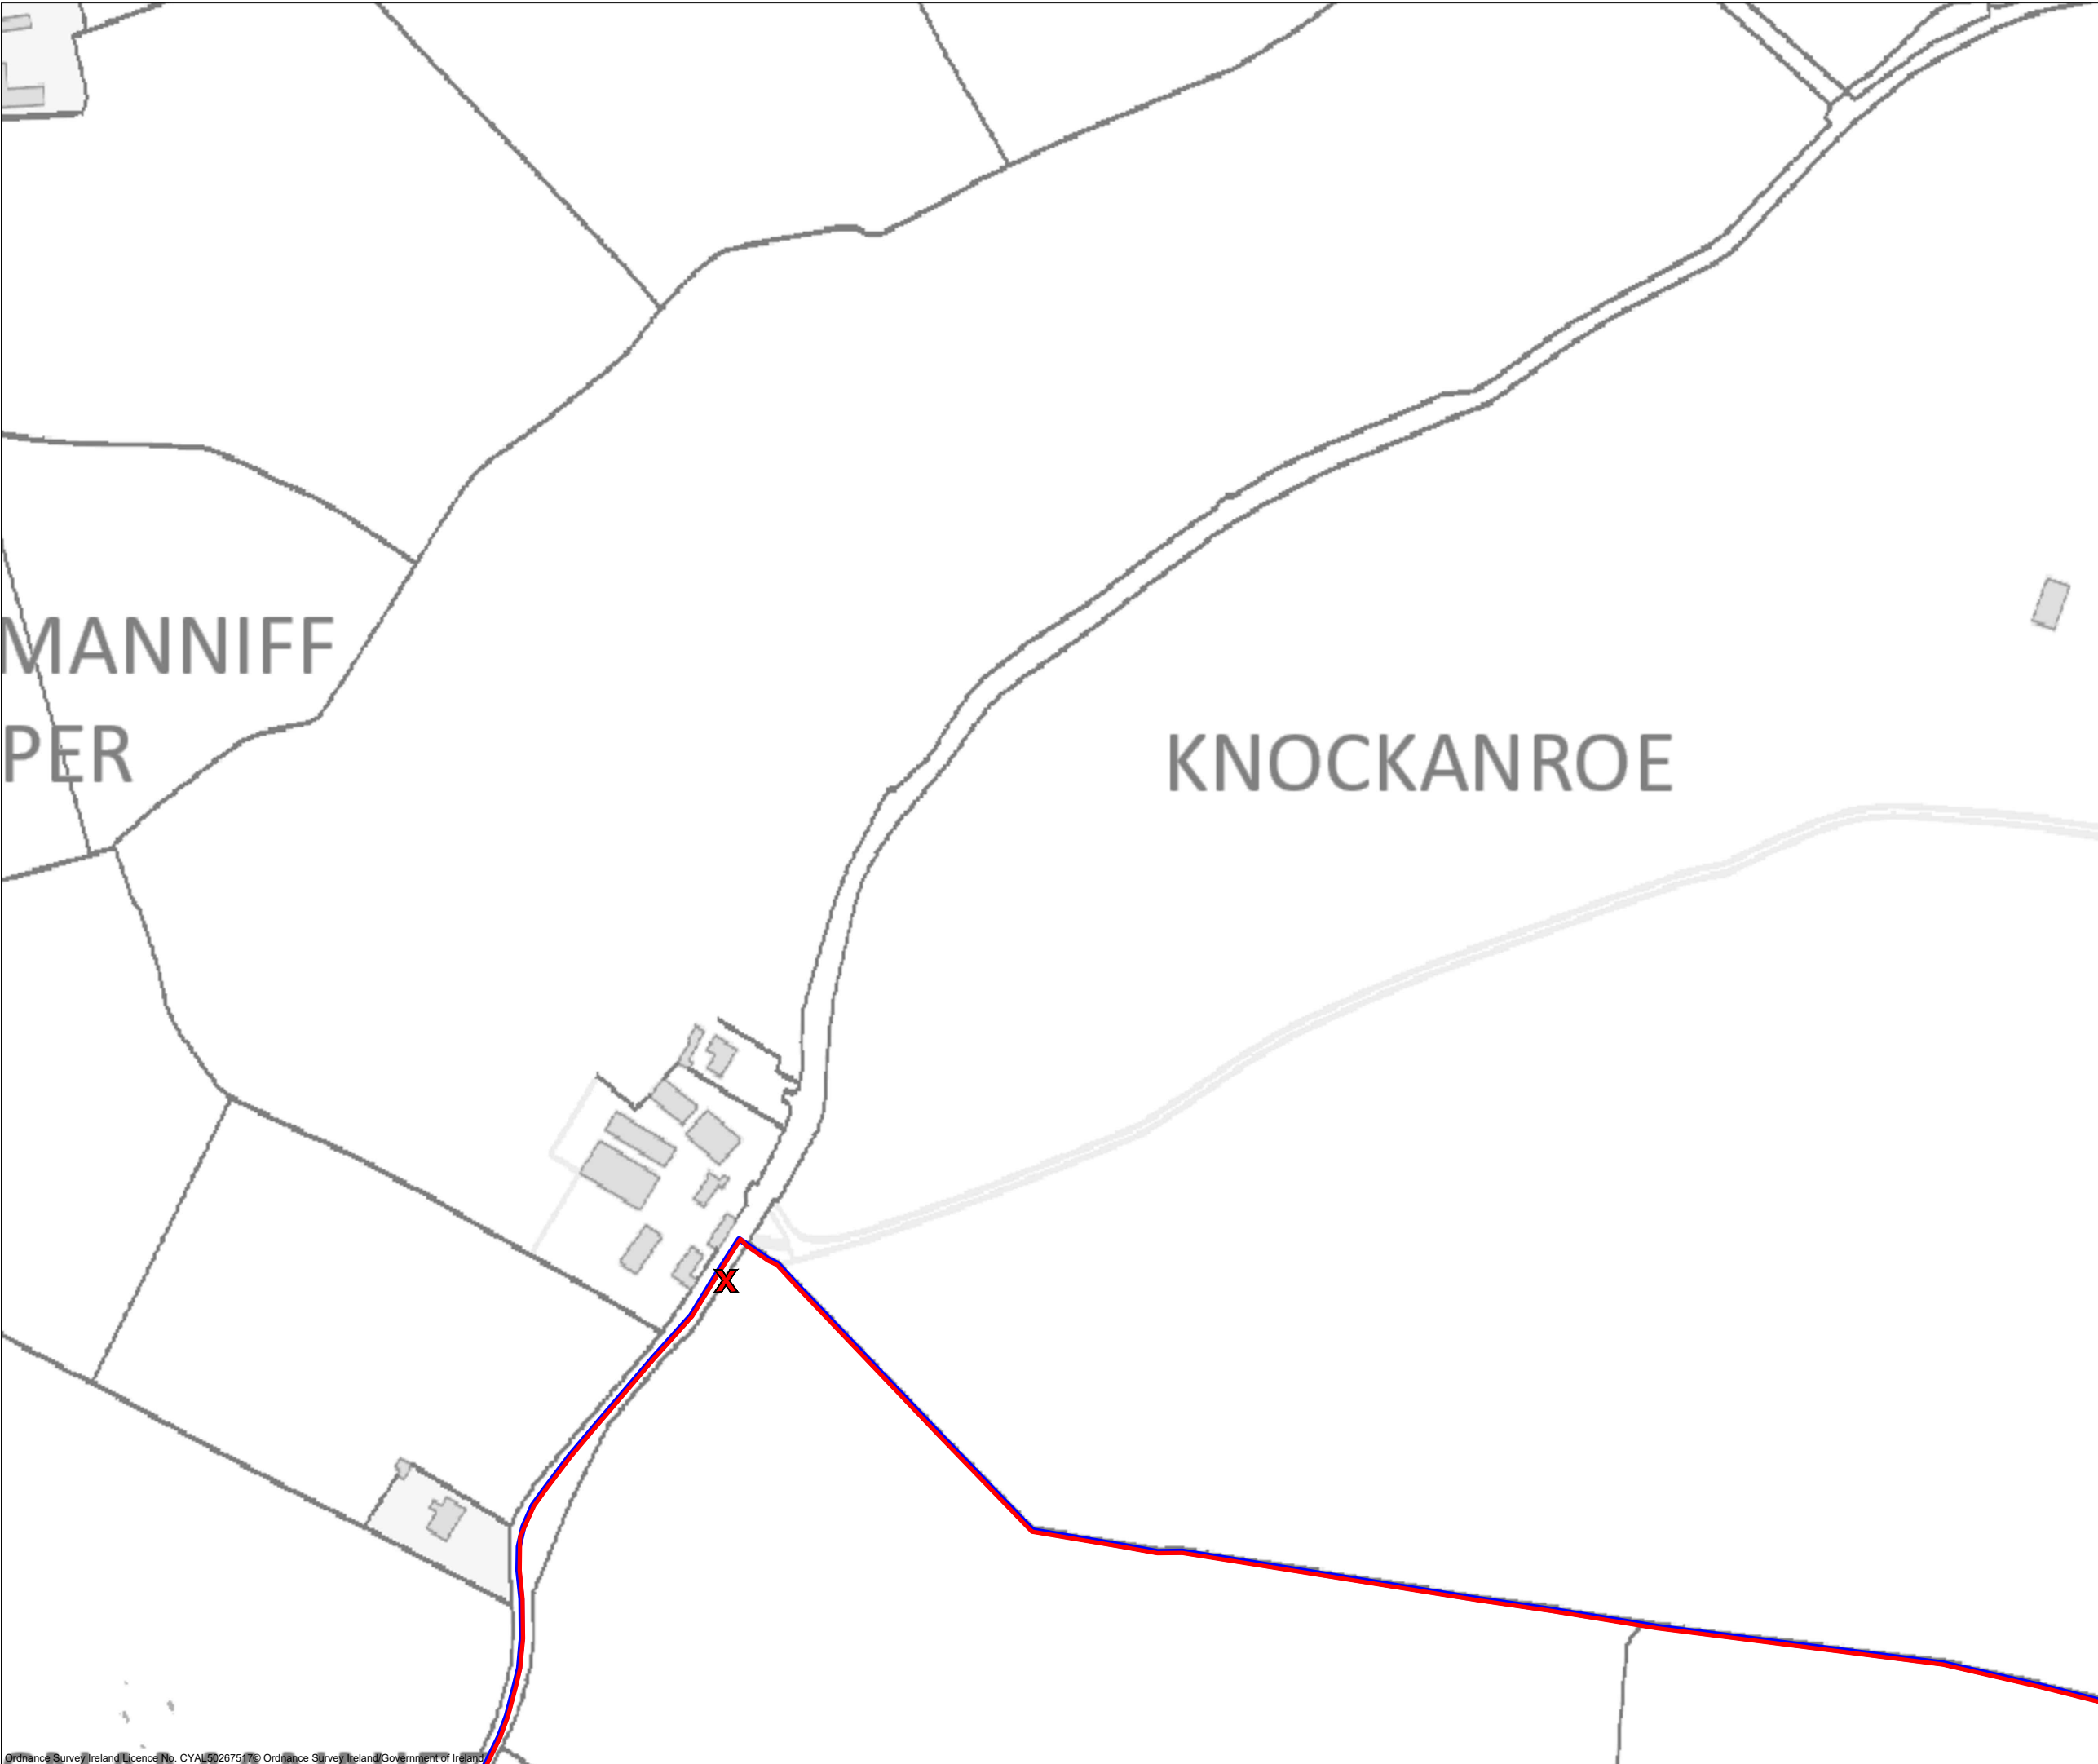 MANNIFF
PER
KNOCKANROE
X
Ordnance Survey Ireland Licence No. CYAL50267517© Ordnance Survey Ireland/Government of Ireland